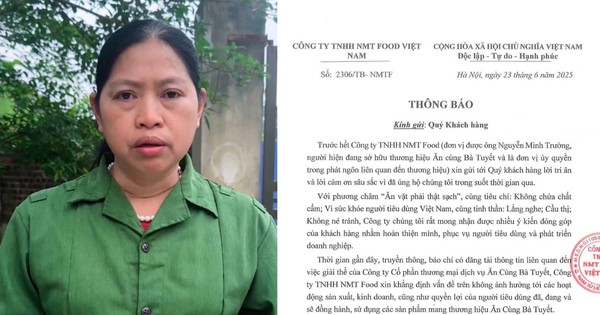 CÔNG TY TNHH NMT FOOD VIỆT NAM
CỘNG HÒA XÃ HỘI CHỦ NGHĨA VIỆT NAM
Độc lập - Tự do - Hạnh phúc
Số: 2306/TB- NMTF
Hà Nội, ngày 23 tháng 6 năm 2025
THÔNG BÁO
Kính gửi: Quý Khách hàng
Trước hết Công ty TNHH NMT Food (đơn vị được ông Nguyễn Minh Trường,
người hiện đang sở hữu thương hiệu Ăn cùng Bà Tuyết và là đơn vị ủy quyền
trong phát ngôn liên quan đến thương hiệu) xin gửi tới Quý khách hàng lời tri ân
và lời cảm ơn sâu sắc vì đã ủng hộ chúng tôi trong suốt thời gian qua.
Với phương châm “Ăn vặt phải thật sạch”, cùng tiêu chí: Không chứa chất
cấm; Vì sức khỏe người tiêu dùng Việt Nam, cùng tinh thần: Lắng nghe; Cầu thị;
Không né tránh, Công ty chúng tôi rất mong nhận được nhiều ý kiến đóng góp
của khách hàng nhằm hoàn thiện mình, phục vụ người tiêu dùng và phát triển
doanh nghiệp.
Thời gian gần đây, truyền thông, báo chí có đăng tải thông tin liên quan đến
việc giải thể của Công ty Cổ phần thương mại dịch vụ Ăn Cùng Bà Tuyết, Công
ty TNHH NMT Food xin khẳng định vấn đề trên không ảnh hưởng tới các hoạt
động sản xuất, kinh doanh, cũng như quyền lợi của người tiêu dùng đã, đang và
sẽ đồng hành, sử dụng các sản phẩm mang thương hiệu Ăn Cùng Bà Tuyết.
CÔN
TN
NMT
VIỆT